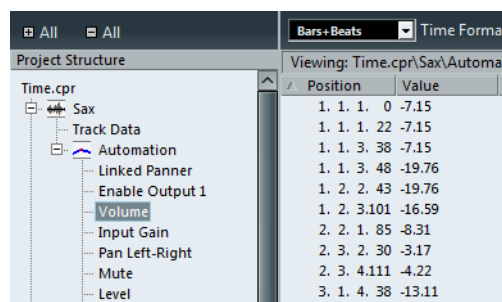 All All Bars+Beats Time Forma
Project Structure Viewing: Time.cpr\Sax\Automa
Position Value
Time.cpr
Sax
Track Data
Automation
Linked Panner
Enable Output 1
Volume
Input Gain
Pan Left-Right
Mute
Level
1. 1. 1. 0 -7.15
1. 1. 1. 22 -7.15
1. 1. 3. 38 -7.15
1. 1. 3. 48 -19.76
1. 2. 2. 43 -19.76
1. 2. 3.101 -16.59
2. 2. 1. 85 -8.31
2. 3. 2. 30 -3.17
2. 3. 4.111 -4.22
3. 1. 4. 38 -13.11